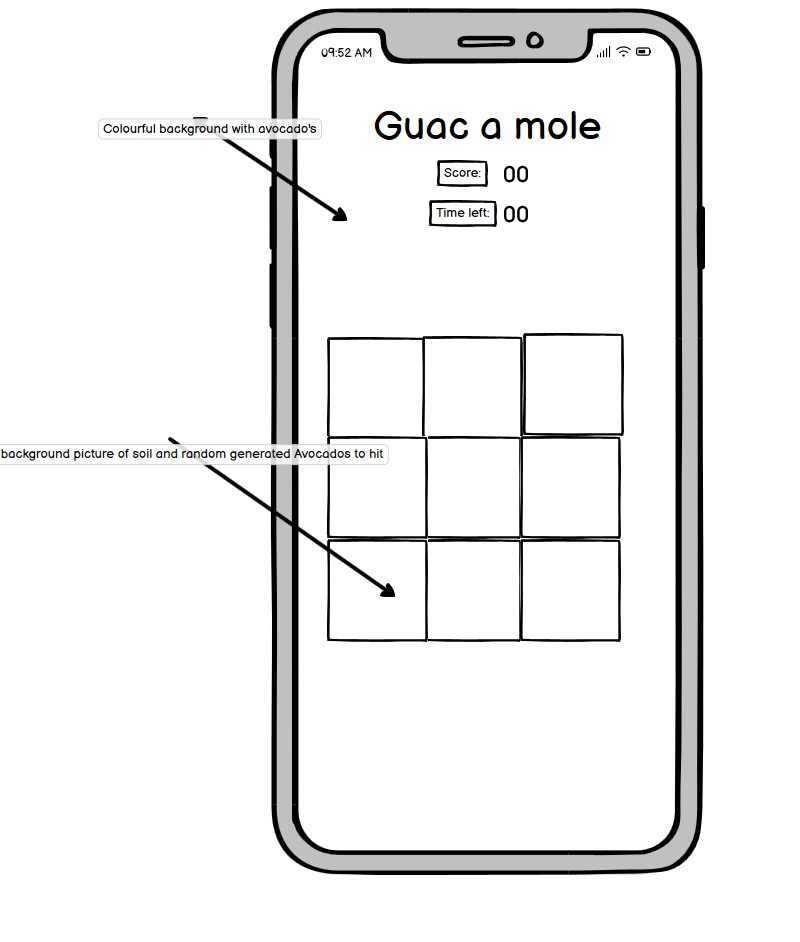 09:52 AM
Colourful background with avocado's
Guac a mole
Score: 00
Time left: 00
background picture of soil and random generated Avocados to hit